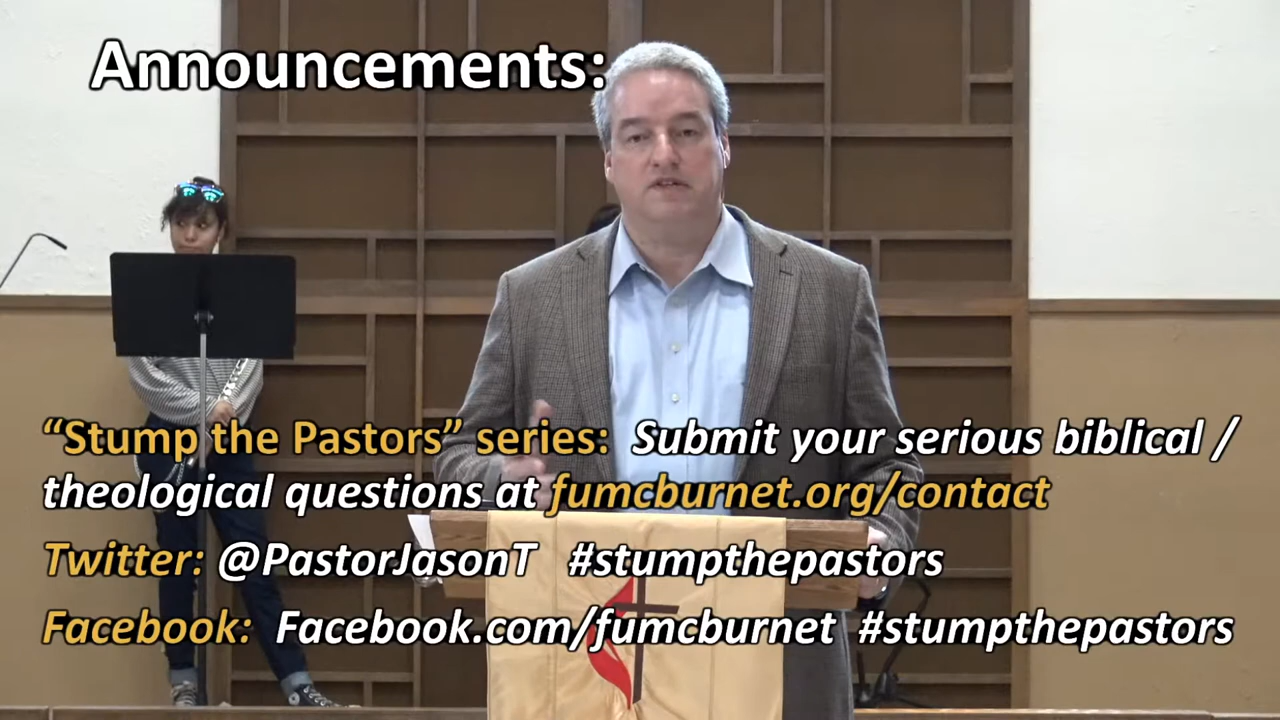 Announcements:
“Stump the Pastors” series: Submit your serious biblical /
theological questions at fumcburnet.org/contact
Twitter: @PastorJasonT #stumpthepastors
Facebook: Facebook.com/fumcburnet #stumpthepastors